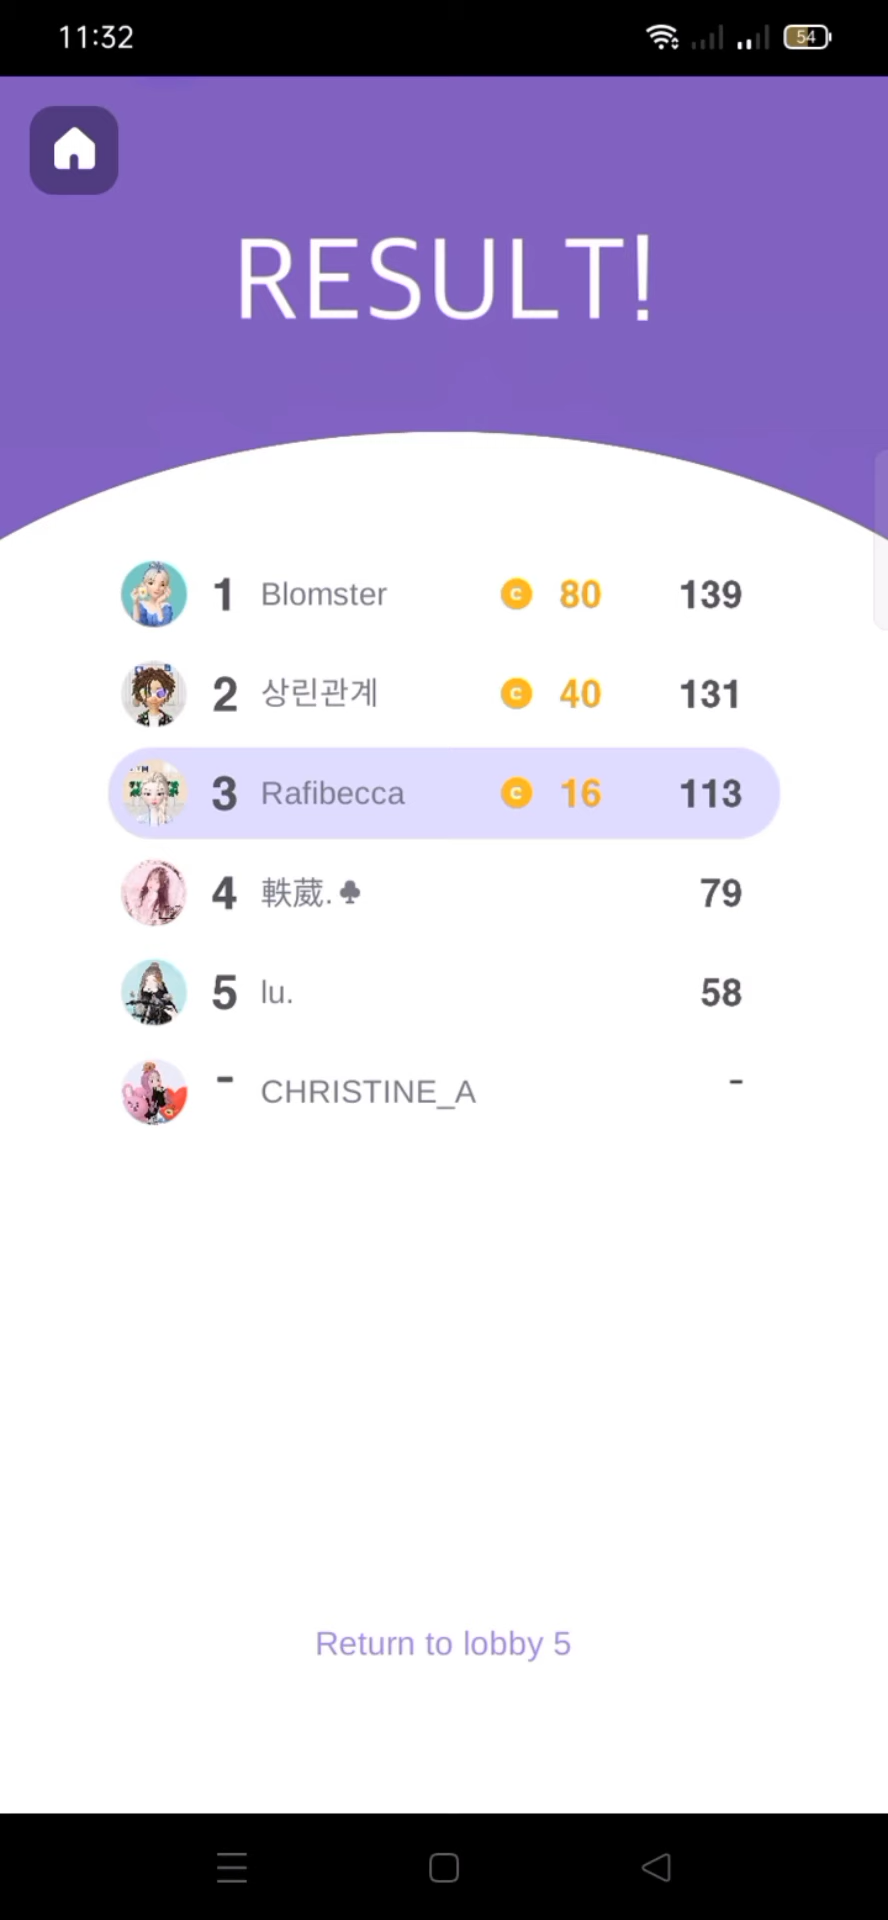 11:32
54
RESULT!
1 Blomster C 80 139
2 상린관계 C 40 131
3 Rafibecca C 16 113
4 軼葳.♣ 79
5 lu. 58
- CHRISTINE_A -
Return to lobby 5